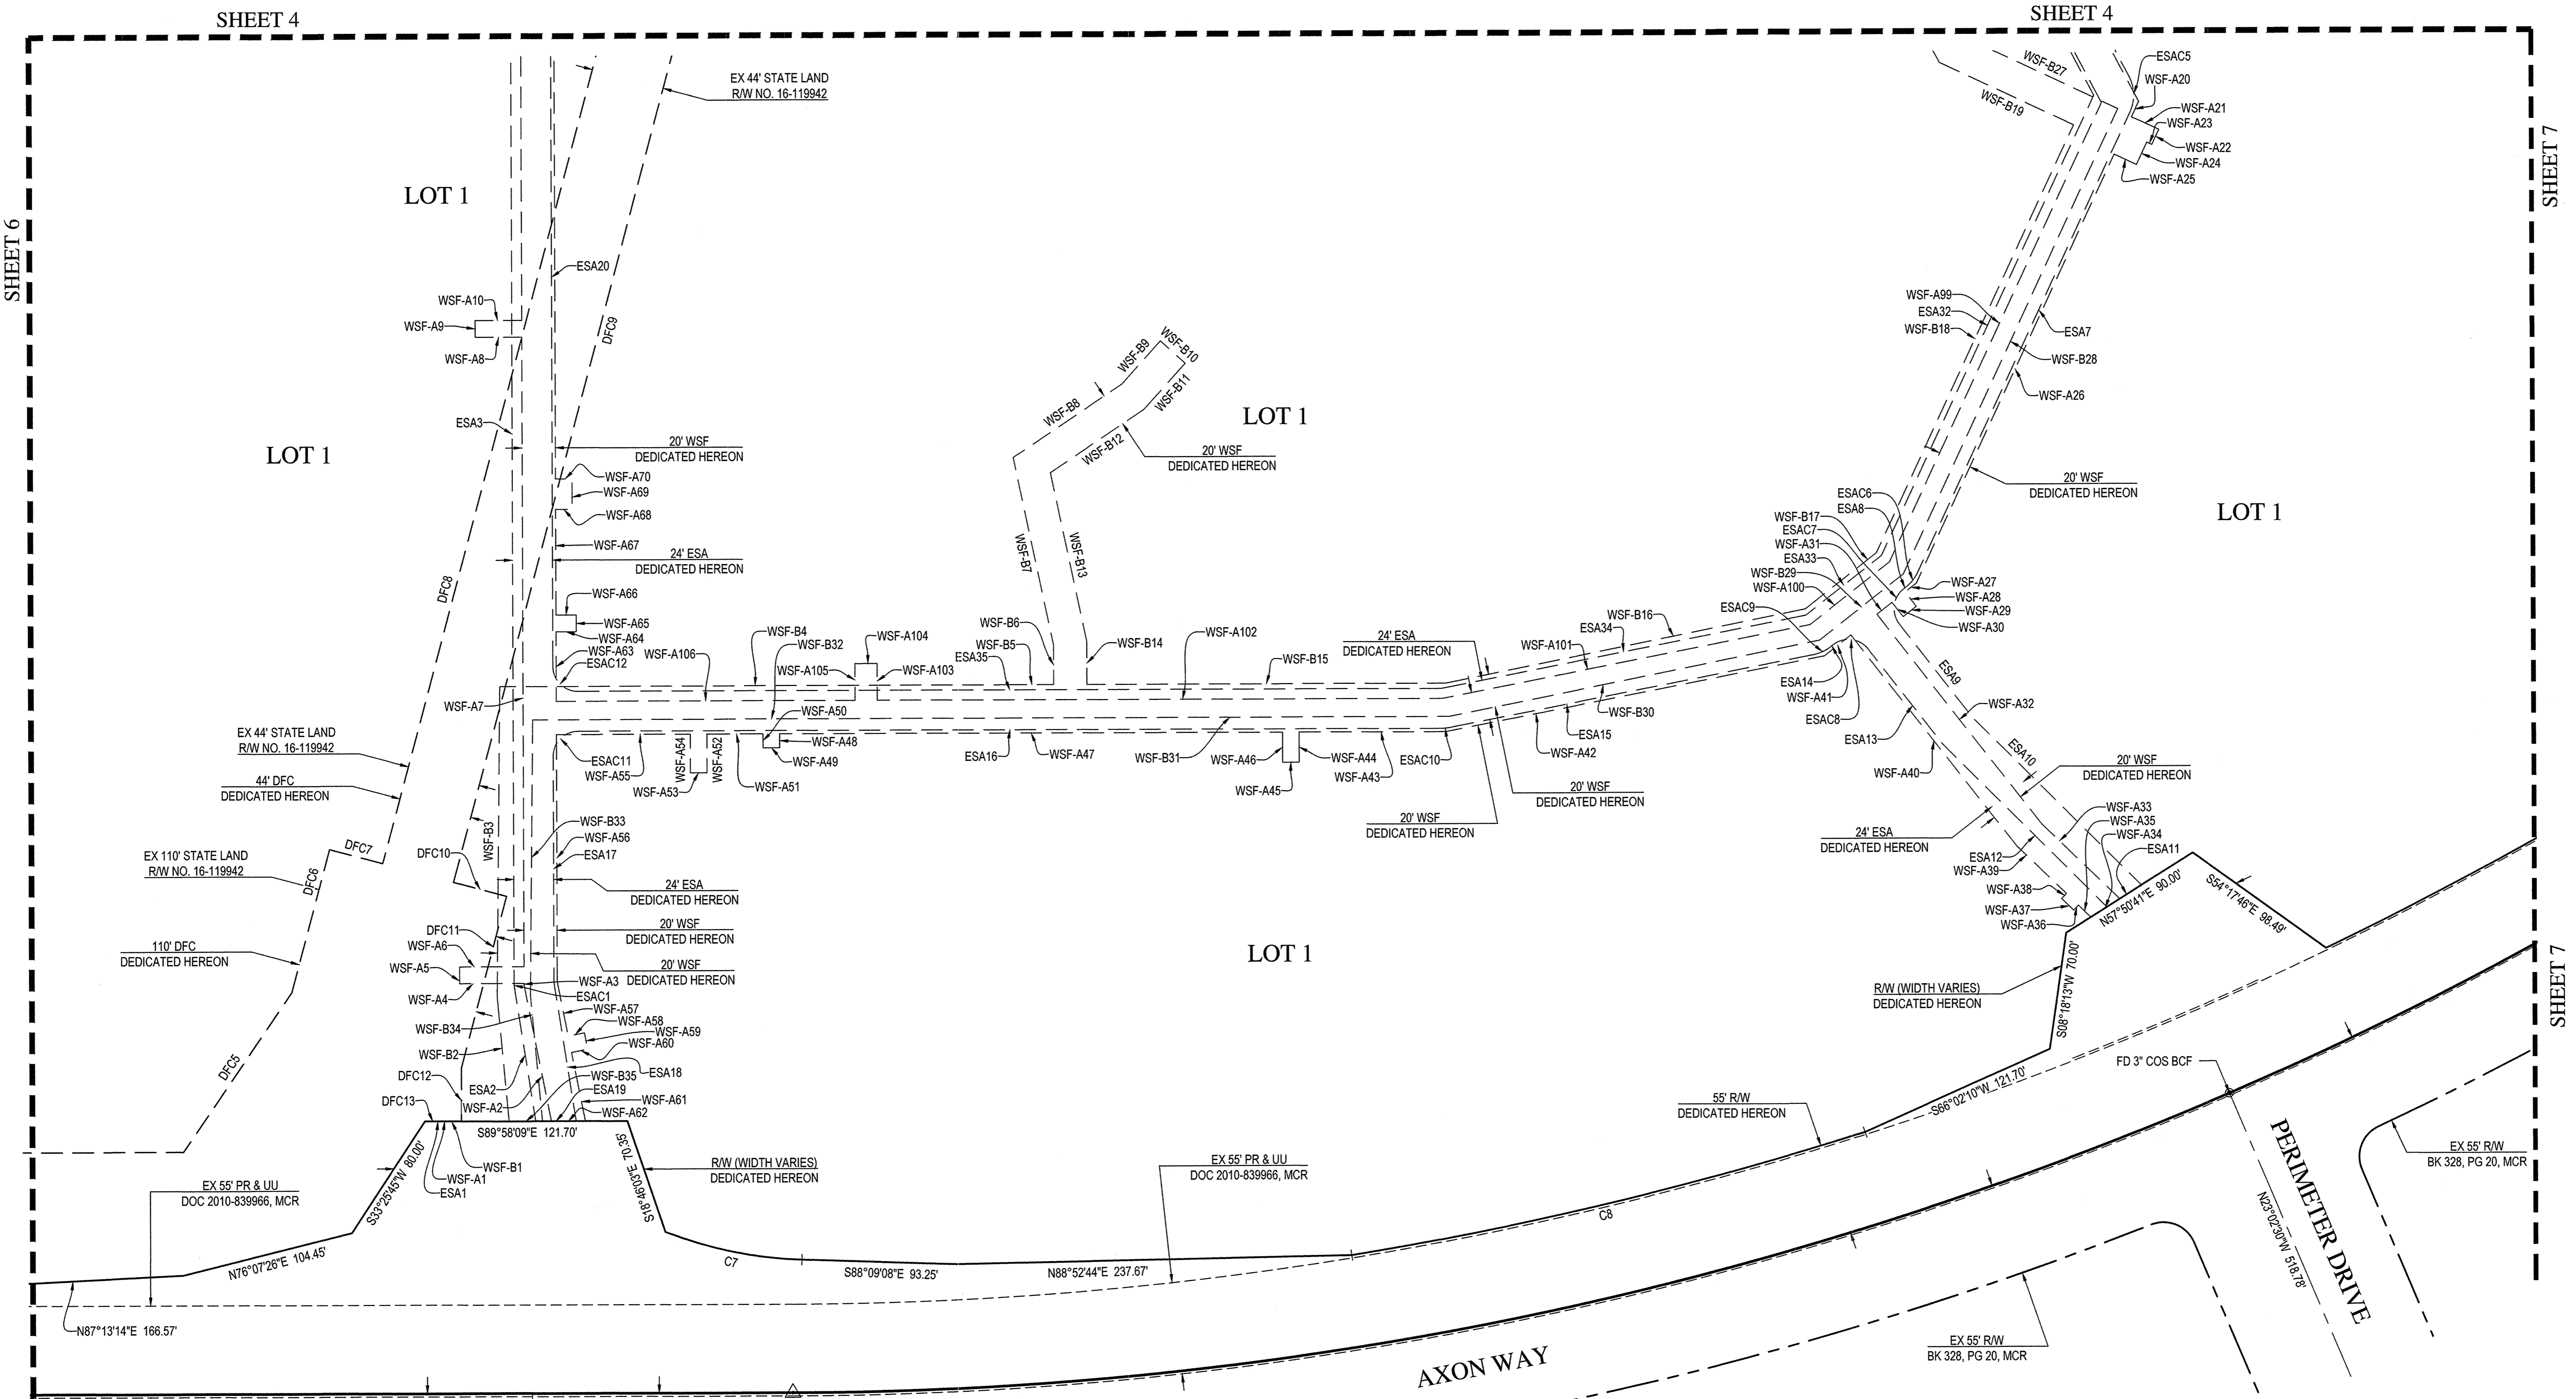 SHEET 4
SHEET 4
SHEET 6
SHEET 7
SHEET 7
EX 44' STATE LAND
R/W NO. 16-119942
LOT 1
LOT 1
LOT 1
LOT 1
LOT 1
WSF-B27
WSF-B19
ESAC5
WSF-A20
WSF-A21
WSF-A23
WSF-A22
WSF-A24
WSF-A25
ESA20
WSF-A10
WSF-A9
WSF-A8
DFC9
ESA3
20' WSF
DEDICATED HEREON
WSF-A70
WSF-A69
WSF-A68
WSF-A67
24' ESA
DEDICATED HEREON
WSF-A66
WSF-A65
WSF-A64
WSF-A63
ESAC12
WSF-A106
DFC8
WSF-A7
WSF-B9
WSF-B10
WSF-B8
WSF-B11
WSF-B12
20' WSF
DEDICATED HEREON
WSF-B7
WSF-B13
WSF-A99
ESA32
WSF-B18
ESA7
WSF-B28
WSF-A26
20' WSF
DEDICATED HEREON
ESAC6
ESA8
WSF-B17
ESAC7
WSF-A31
ESA33
WSF-B29
WSF-A100
ESAC9
WSF-A27
WSF-A28
WSF-A29
WSF-A30
WSF-B4
WSF-B32
WSF-A104
WSF-A105
WSF-A103
WSF-B6
WSF-B5
ESA35
WSF-B14
WSF-A102
WSF-B15
24' ESA
DEDICATED HEREON
WSF-A101
ESA34
WSF-B16
ESA14
WSF-A41
ESAC8
ESA9
WSF-A32
ESA13
WSF-A40
ESA10
20' WSF
DEDICATED HEREON
WSF-A33
WSF-A35
WSF-A34
ESA11
24' ESA
DEDICATED HEREON
ESA12
WSF-A39
WSF-A38
WSF-A37
WSF-A36
ESAC11
WSF-A55
WSF-A54
WSF-A52
WSF-A53
WSF-A50
WSF-A48
WSF-A49
WSF-A51
ESA16
WSF-A47
WSF-B31
WSF-A46
WSF-A44
WSF-A45
WSF-A43
ESAC10
WSF-B30
ESA15
WSF-A42
20' WSF
DEDICATED HEREON
20' WSF
DEDICATED HEREON
EX 44' STATE LAND
R/W NO. 16-119942
44' DFC
DEDICATED HEREON
EX 110' STATE LAND
R/W NO. 16-119942
DFC7
DFC6
110' DFC
DEDICATED HEREON
DFC5
WSF-B3
DFC10
WSF-B33
WSF-A56
ESA17
24' ESA
DEDICATED HEREON
20' WSF
DEDICATED HEREON
20' WSF
DEDICATED HEREON
DFC11
WSF-A6
WSF-A5
WSF-A4
WSF-A3
ESAC1
WSF-A57
WSF-A58
WSF-A59
WSF-A60
ESA18
WSF-B34
WSF-B2
DFC12
ESA2
WSF-A2
WSF-B35
ESA19
WSF-A61
WSF-A62
DFC13
WSF-B1
WSF-A1
ESA1
S89°58'09"E 121.70'
S33°25'45"W 80.00'
S18°46'03"E 70.35'
R/W (WIDTH VARIES)
DEDICATED HEREON
EX 55' PR & UU
DOC 2010-839966, MCR
N76°07'26"E 104.45'
N87°13'14"E 166.57'
C7
S88°09'08"E 93.25'
N88°52'44"E 237.67'
EX 55' PR & UU
DOC 2010-839966, MCR
C8
55' R/W
DEDICATED HEREON
S66°02'10"W 121.70'
R/W (WIDTH VARIES)
DEDICATED HEREON
S08°18'13"W 70.00'
N57°50'41"E 90.00'
S54°17'46"E 98.49'
FD 3" COS BCF
PERIMETER DRIVE
N23°02'30"W 518.78'
EX 55' R/W
BK 328, PG 20, MCR
EX 55' R/W
BK 328, PG 20, MCR
AXON WAY